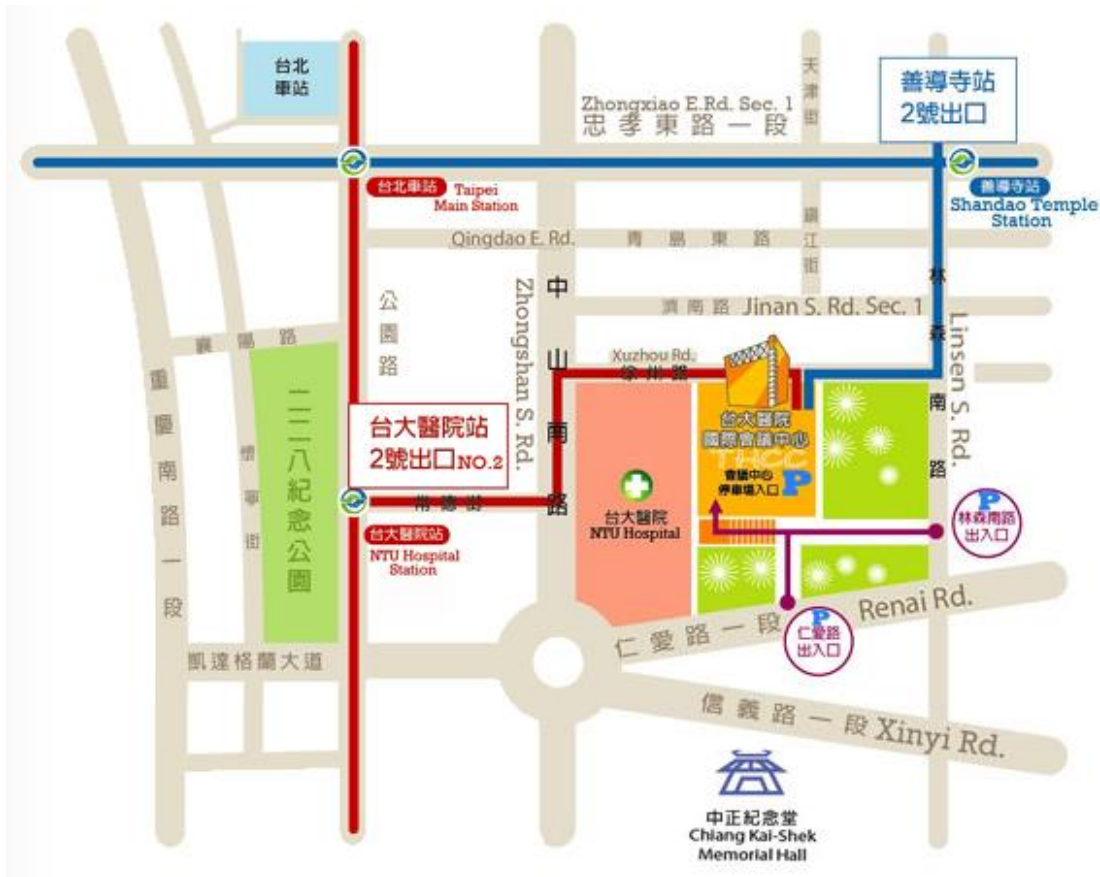 台北
車站
天津街
善導寺站
2號出口
Zhongxiao E.Rd. Sec. 1
忠孝東路一段
台北車站
Taipei
Main Station
善導寺站
Shandao Temple
Station
Qingdao E. Rd.
青島東路
鎮江街
公園路
Zhongshan S. Rd.
中山南路
濟南路 Jinan S. Rd. Sec. 1
林森南路
Linsen S. Rd.
襄陽路
Xuzhou Rd.
徐州路
重慶南路一段
二二八紀念公園
懷寧街
台大醫院站
2號出口NO.2
常德街
台大醫院站
NTU Hospital
Station
台大醫院
國際會議中心
THCC
會議中心
停車場入口 P
台大醫院
NTU Hospital
P
林森南路
出入口
仁愛路一段 Renai Rd.
P
仁愛路
出入口
凱達格蘭大道
信義路一段 Xinyi Rd.
中正紀念堂
Chiang Kai-Shek
Memorial Hall